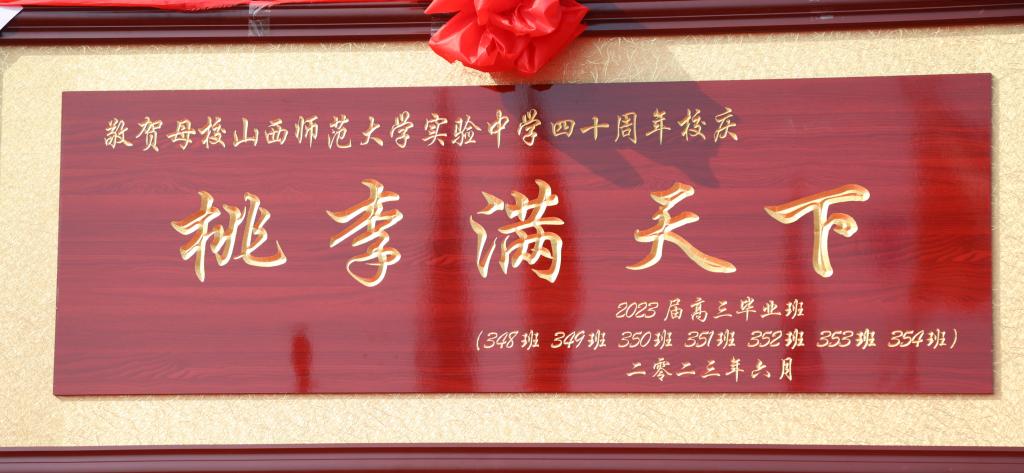 敬贺母校山西师范大学实验中学四十周年校庆
桃李满天下
2023届高三毕业班
(348班 349班 350班 351班 352班 353班 354班)
二零二三年六月